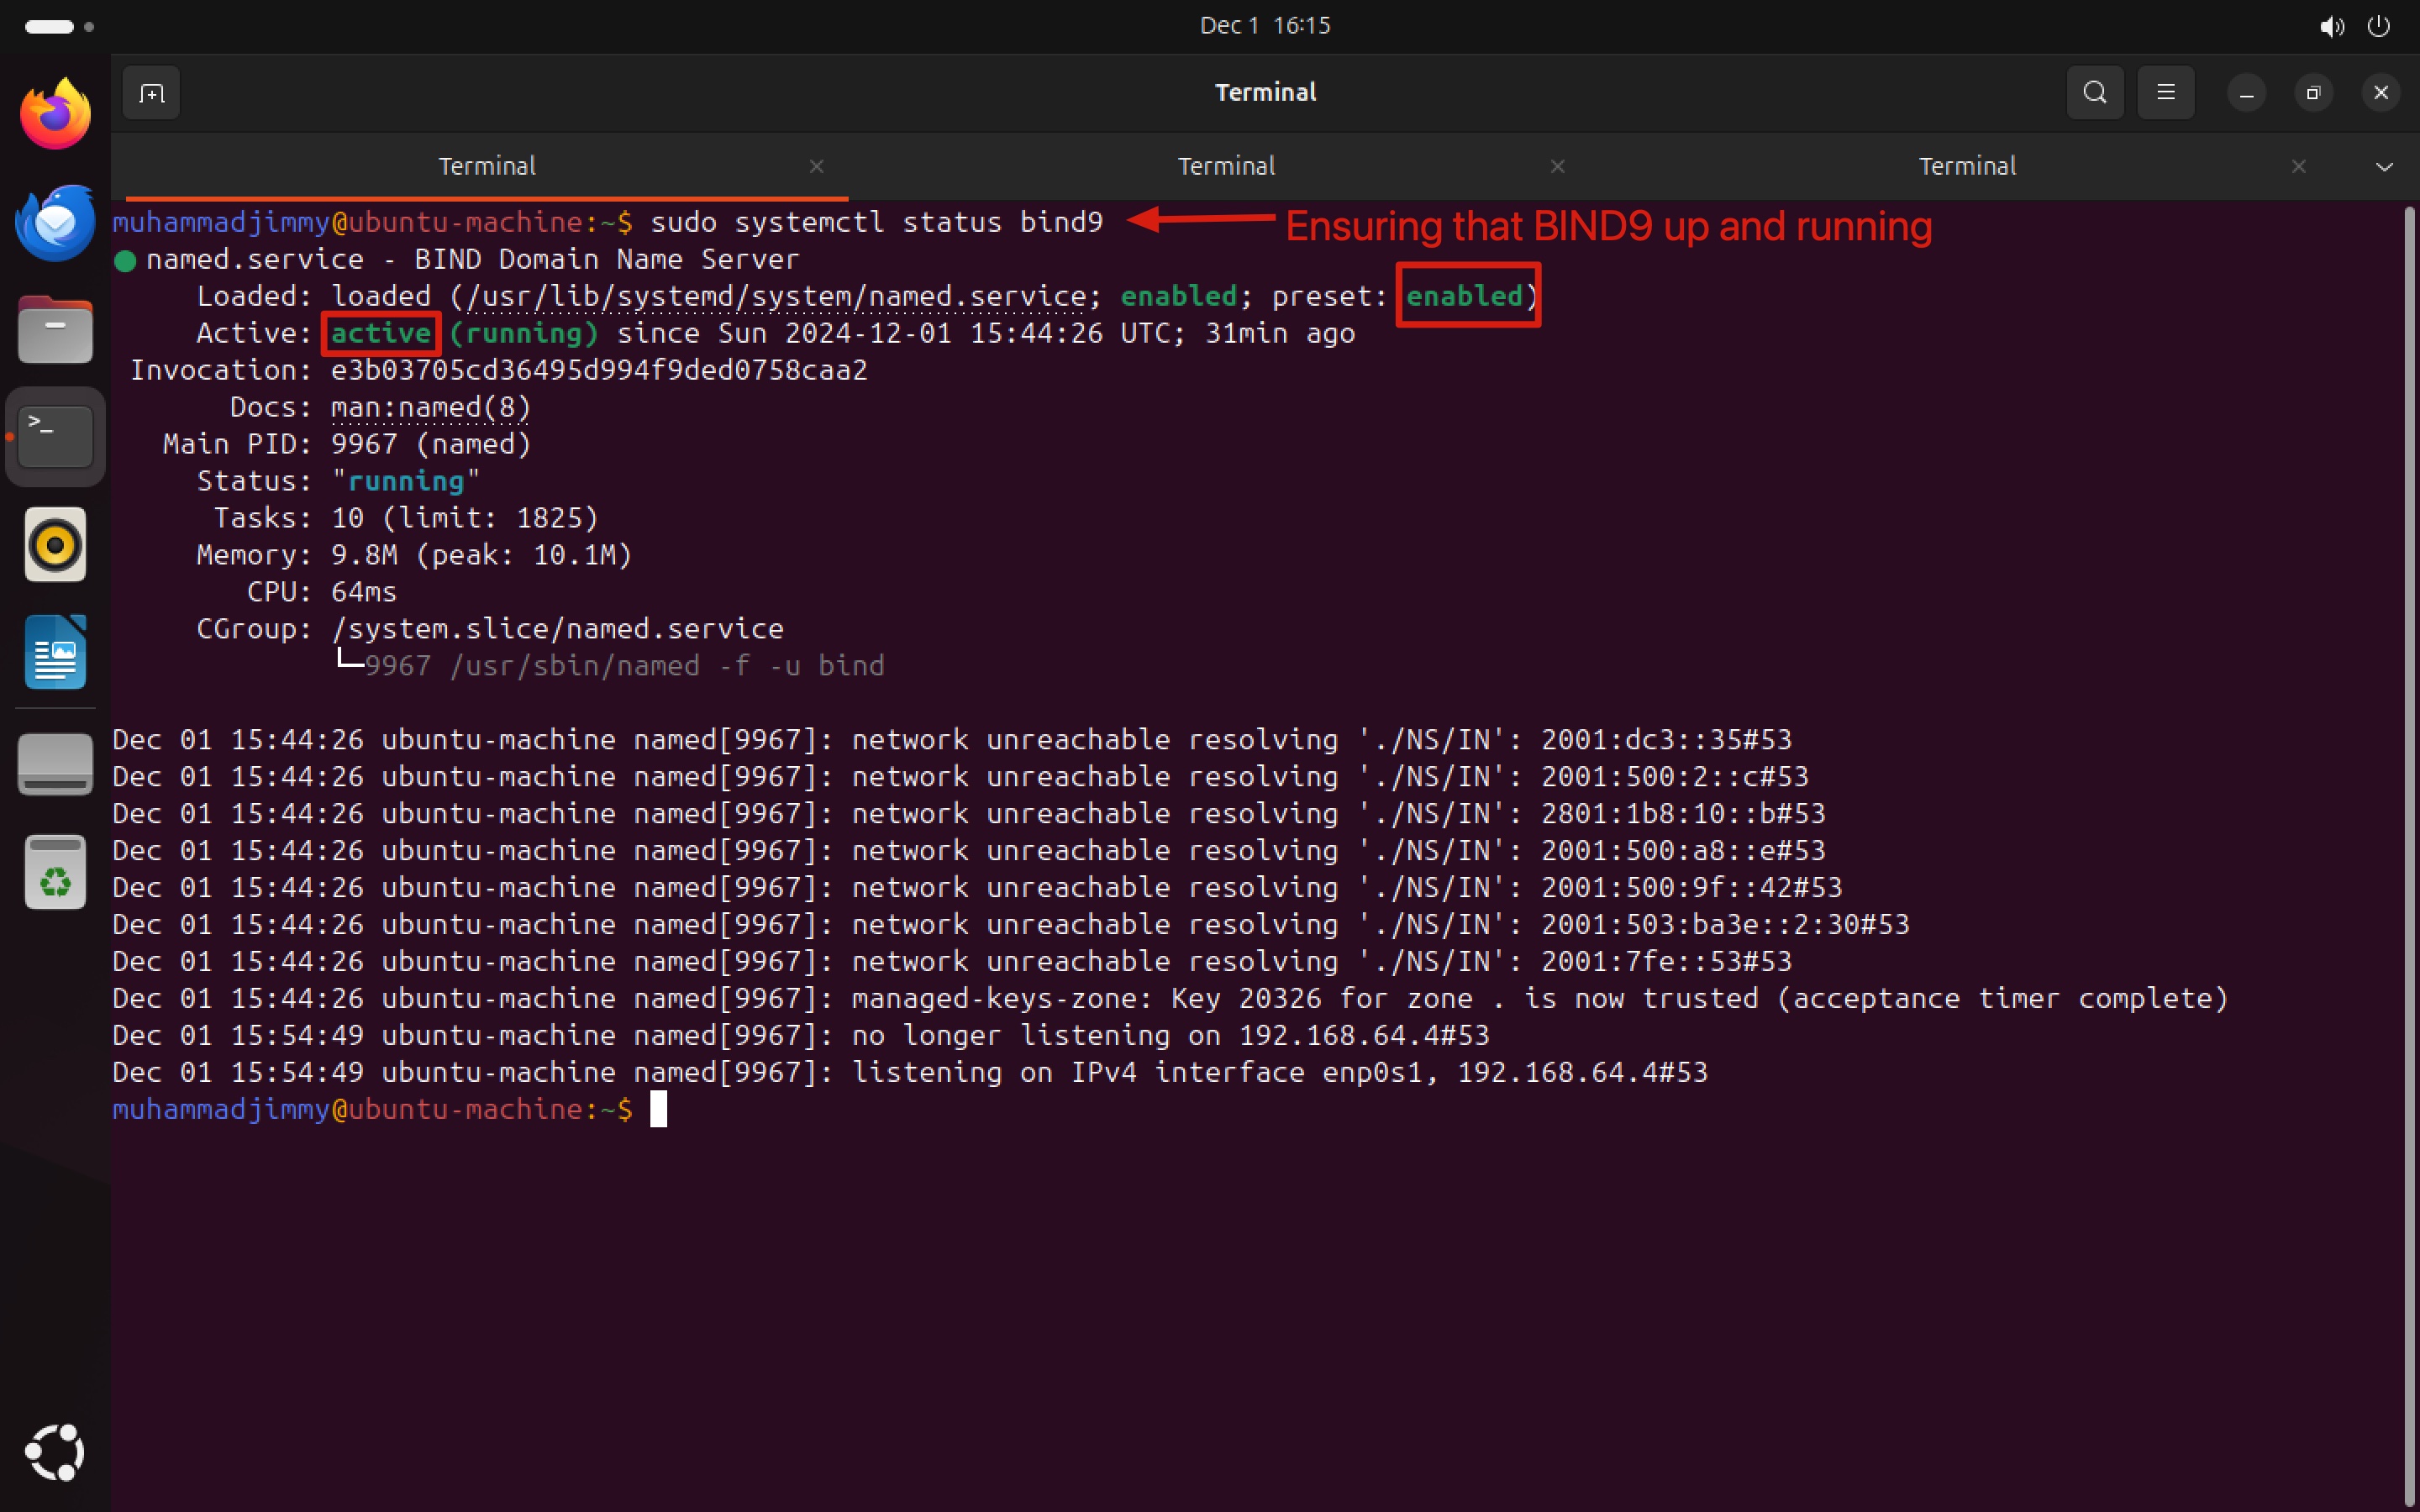 Dec 1 16:15
Terminal
Terminal Terminal Terminal
muhammadjimmy@ubuntu-machine:~$ sudo systemctl status bind9 Ensuring that BIND9 up and running
named.service - BIND Domain Name Server
Loaded: loaded (/usr/lib/systemd/system/named.service; enabled; preset: enabled)
Active: active (running) since Sun 2024-12-01 15:44:26 UTC; 31min ago
Invocation: e3b03705cd36495d994f9ded0758caa2
Docs: man:named(8)
Main PID: 9967 (named)
Status: "running"
Tasks: 10 (limit: 1825)
Memory: 9.8M (peak: 10.1M)
CPU: 64ms
CGroup: /system.slice/named.service
└─9967 /usr/sbin/named -f -u bind
Dec 01 15:44:26 ubuntu-machine named[9967]: network unreachable resolving './NS/IN': 2001:dc3::35#53
Dec 01 15:44:26 ubuntu-machine named[9967]: network unreachable resolving './NS/IN': 2001:500:2::c#53
Dec 01 15:44:26 ubuntu-machine named[9967]: network unreachable resolving './NS/IN': 2801:1b8:10::b#53
Dec 01 15:44:26 ubuntu-machine named[9967]: network unreachable resolving './NS/IN': 2001:500:a8::e#53
Dec 01 15:44:26 ubuntu-machine named[9967]: network unreachable resolving './NS/IN': 2001:500:9f::42#53
Dec 01 15:44:26 ubuntu-machine named[9967]: network unreachable resolving './NS/IN': 2001:503:ba3e::2:30#53
Dec 01 15:44:26 ubuntu-machine named[9967]: network unreachable resolving './NS/IN': 2001:7fe::53#53
Dec 01 15:44:26 ubuntu-machine named[9967]: managed-keys-zone: Key 20326 for zone . is now trusted (acceptance timer complete)
Dec 01 15:54:49 ubuntu-machine named[9967]: no longer listening on 192.168.64.4#53
Dec 01 15:54:49 ubuntu-machine named[9967]: listening on IPv4 interface enp0s1, 192.168.64.4#53
muhammadjimmy@ubuntu-machine:~$